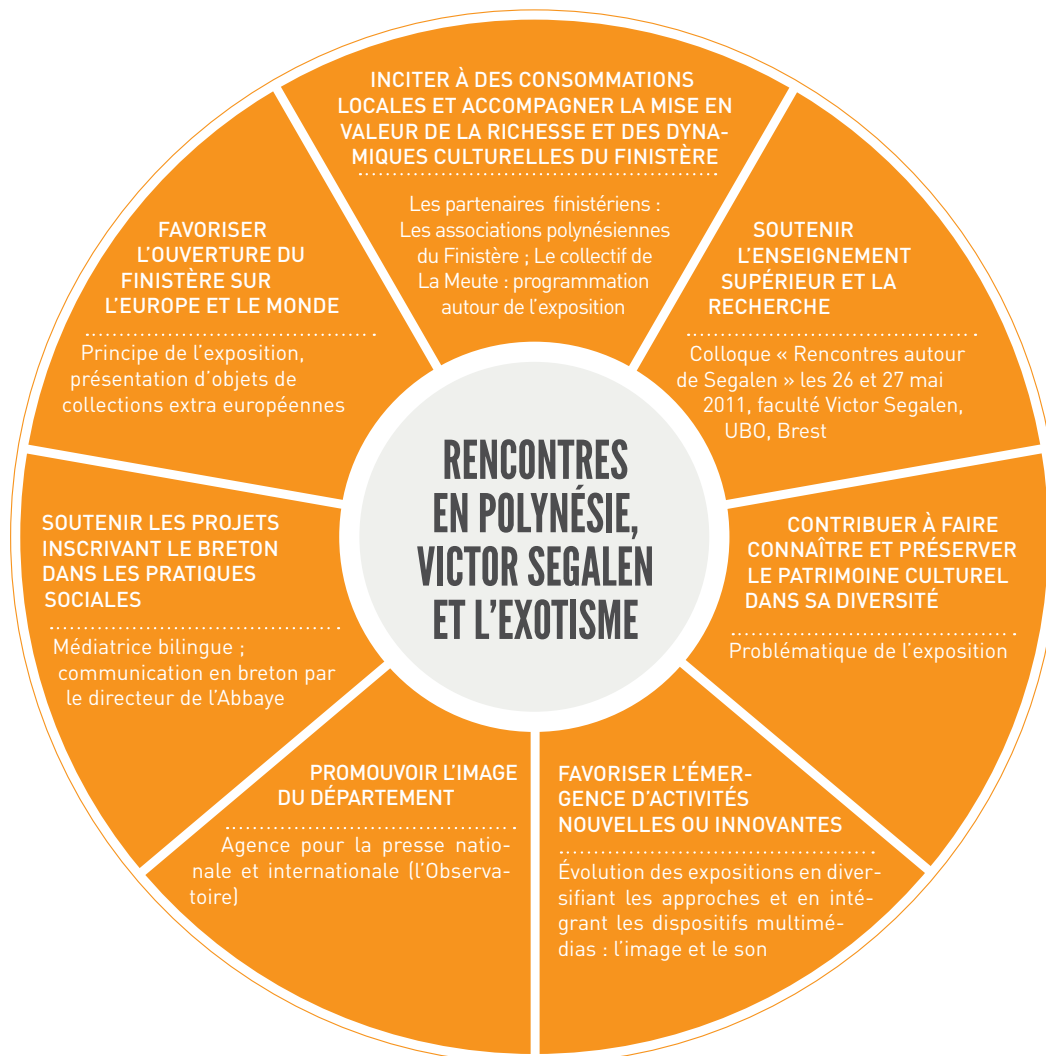 INCITER À DES CONSOMMATIONS
LOCALES ET ACCOMPAGNER LA MISE EN
VALEUR DE LA RICHESSE ET DES DYNA-
MIQUES CULTURELLES DU FINISTÈRE
Les partenaires finistériens :
Les associations polynésiennes
du Finistère ; Le collectif de
La Meute : programmation
autour de l'exposition
SOUTENIR
L'ENSEIGNEMENT
SUPÉRIEUR ET LA
RECHERCHE
Colloque « Rencontres autour
de Segalen » les 26 et 27 mai
2011, faculté Victor Segalen,
UBO, Brest
CONTRIBUER À FAIRE
CONNAÎTRE ET PRÉSERVER
LE PATRIMOINE CULTUREL
DANS SA DIVERSITÉ
Problématique de l'exposition
FAVORISER L'ÉMER-
GENCE D'ACTIVITÉS
NOUVELLES OU INNOVANTES
Évolution des expositions en diver-
sifiant les approches et en inté-
grant les dispositifs multimé-
dias : l'image et le son
PROMOUVOIR L'IMAGE
DU DÉPARTEMENT
Agence pour la presse natio-
nale et internationale (l'Observa-
toire)
SOUTENIR LES PROJETS
INSCRIVANT LE BRETON
DANS LES PRATIQUES
SOCIALES
Médiatrice bilingue ;
communication en breton par
le directeur de l'Abbaye
FAVORISER
L'OUVERTURE DU
FINISTÈRE SUR
L'EUROPE ET LE MONDE
Principe de l'exposition,
présentation d'objets de
collections extra européennes
RENCONTRES
EN POLYNÉSIE,
VICTOR SEGALEN
ET L'EXOTISME